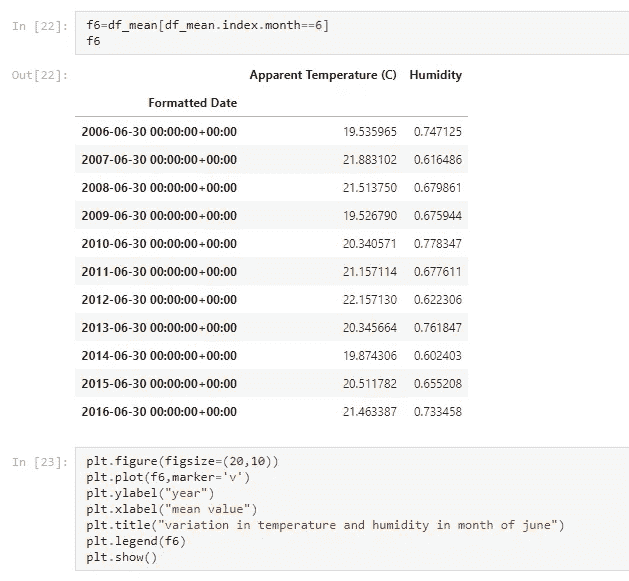 In [22]: f6=df_mean[df_mean.index.month==6]
f6
Out[22]:
Apparent Temperature (C) Humidity
Formatted Date
2006-06-30 00:00:00+00:00 19.535965 0.747125
2007-06-30 00:00:00+00:00 21.883102 0.616486
2008-06-30 00:00:00+00:00 21.513750 0.679861
2009-06-30 00:00:00+00:00 19.526790 0.675944
2010-06-30 00:00:00+00:00 20.340571 0.778347
2011-06-30 00:00:00+00:00 21.157114 0.677611
2012-06-30 00:00:00+00:00 22.157130 0.622306
2013-06-30 00:00:00+00:00 20.345664 0.761847
2014-06-30 00:00:00+00:00 19.874306 0.602403
2015-06-30 00:00:00+00:00 20.511782 0.655208
2016-06-30 00:00:00+00:00 21.463387 0.733458
In [23]: plt.figure(figsize=(20,10))
plt.plot(f6,marker='v')
plt.ylabel("year")
plt.xlabel("mean value")
plt.title("variation in temperature and humidity in month of june")
plt.legend(f6)
plt.show()